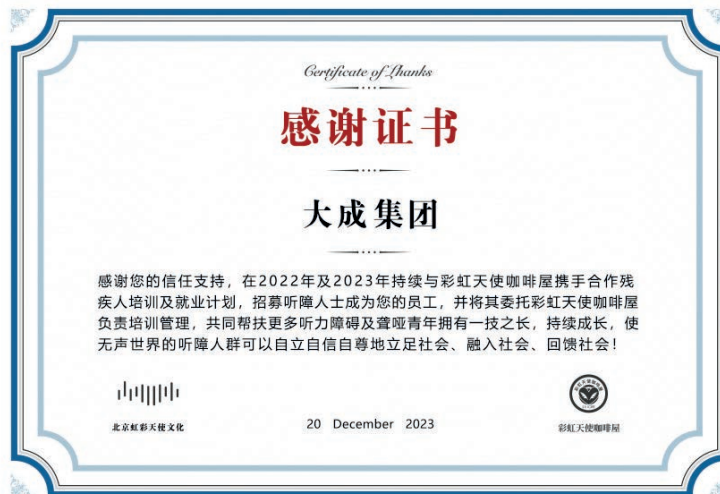 Certificate of Thanks
感谢证书
大成集团
感谢您的信任支持，在2022年及2023年持续与彩虹天使咖啡屋携手合作残
疾人培训及就业计划，招募听障人士成为您的员工，并将其委托彩虹天使咖啡屋
负责培训管理，共同帮扶更多听力障碍及聋哑青年拥有一技之长，持续成长，使
无声世界的听障人群可以自立自信自尊地立足社会、融入社会、回馈社会！
北京虹彩天使文化
20 December 2023
彩虹天使咖啡屋